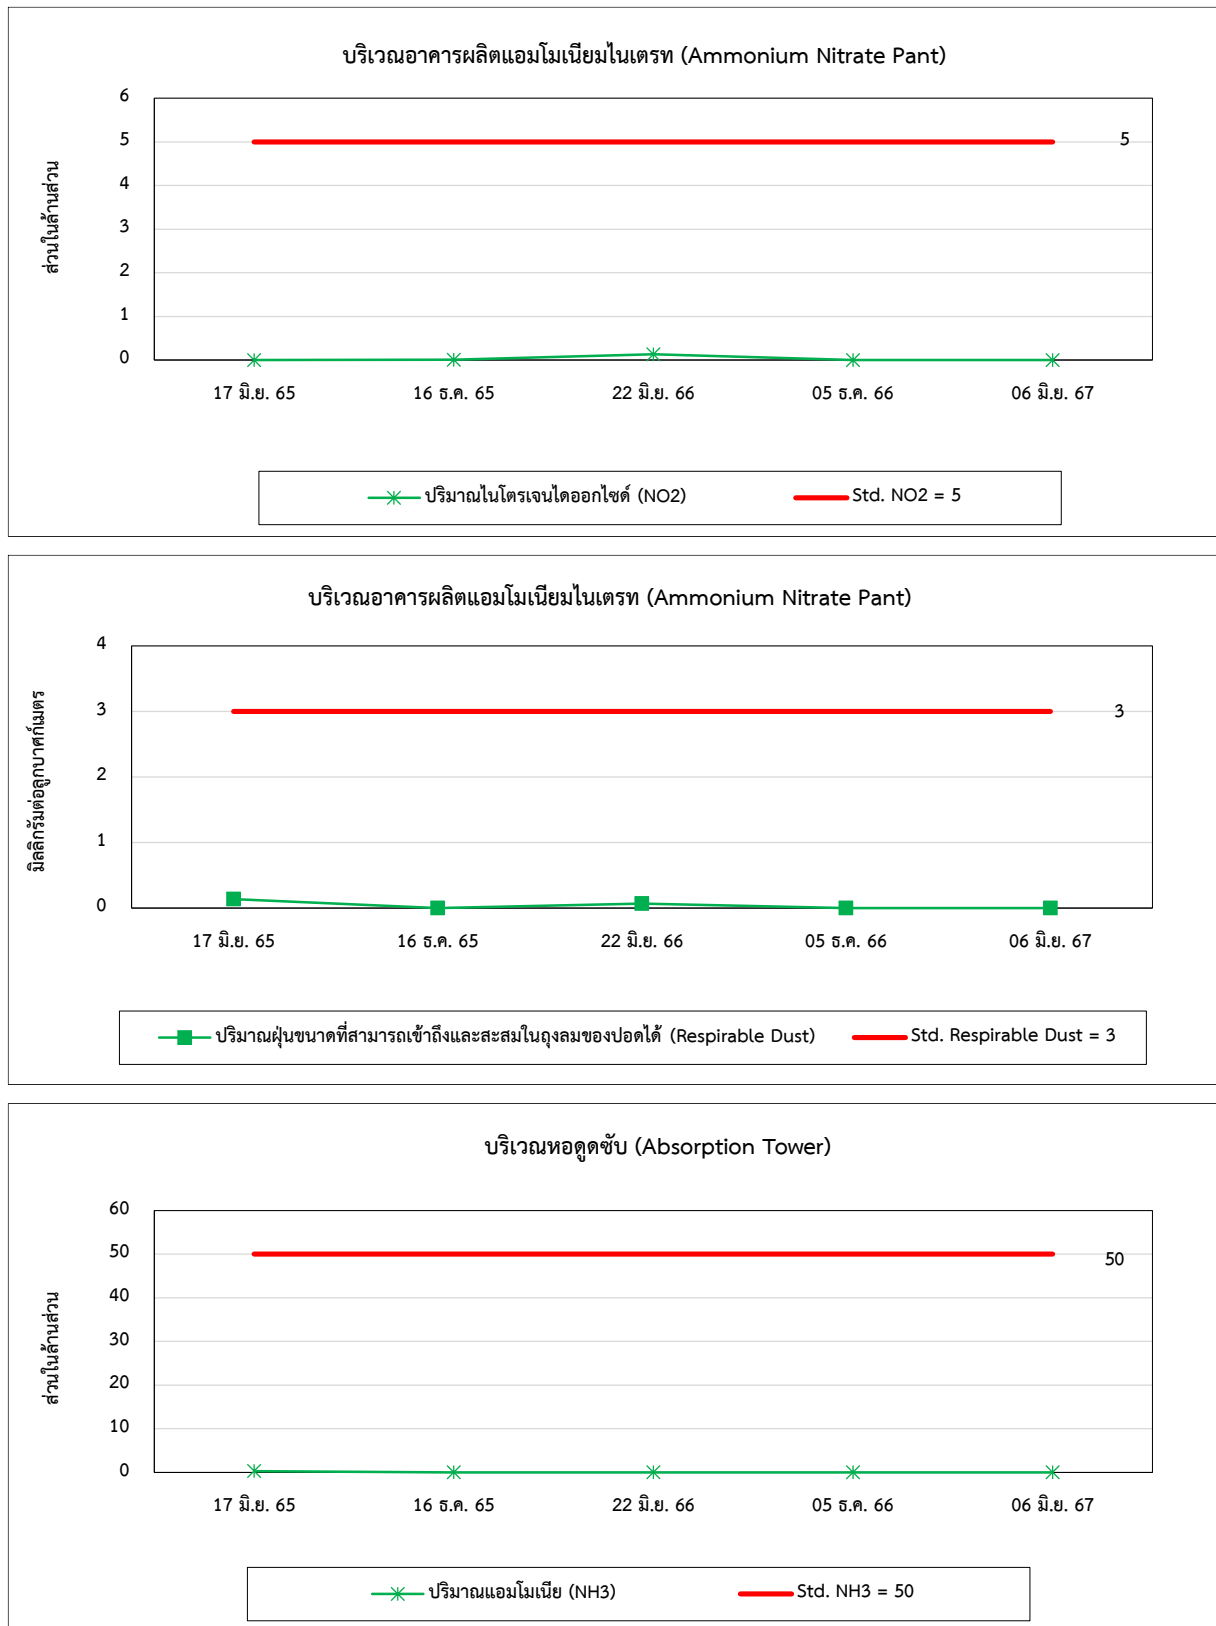 บริเวณอาคารผลิตแอมโมเนียมไนเตรท (Ammonium Nitrate Pant)
ส่วนในล้านส่วน
6
5
4
3
2
1
0
5
17 มิ.ย. 65 16 ธ.ค. 65 22 มิ.ย. 66 05 ธ.ค. 66 06 มิ.ย. 67
ปริมาณไนโตรเจนไดออกไซด์ (NO2) Std. NO2 = 5
บริเวณอาคารผลิตแอมโมเนียมไนเตรท (Ammonium Nitrate Pant)
มิลลิกรัมต่อลูกบาศก์เมตร
4
3
2
1
0
3
17 มิ.ย. 65 16 ธ.ค. 65 22 มิ.ย. 66 05 ธ.ค. 66 06 มิ.ย. 67
ปริมาณฝุ่นขนาดที่สามารถเข้าถึงและสะสมในถุงลมของปอดได้ (Respirable Dust) Std. Respirable Dust = 3
บริเวณหอดูดซับ (Absorption Tower)
ส่วนในล้านส่วน
60
50
40
30
20
10
0
50
17 มิ.ย. 65 16 ธ.ค. 65 22 มิ.ย. 66 05 ธ.ค. 66 06 มิ.ย. 67
ปริมาณแอมโมเนีย (NH3) Std. NH3 = 50